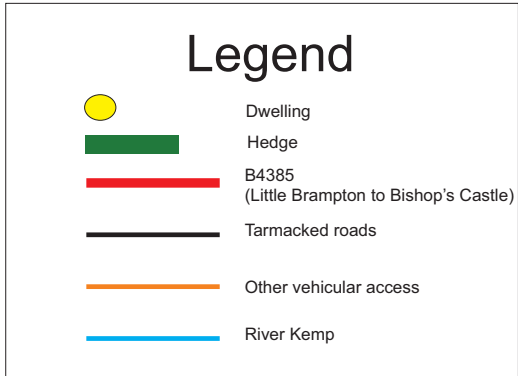 Legend
Dwelling
Hedge
B4385
(Little Brampton to Bishop's Castle)
Tarmacked roads
Other vehicular access
River Kemp